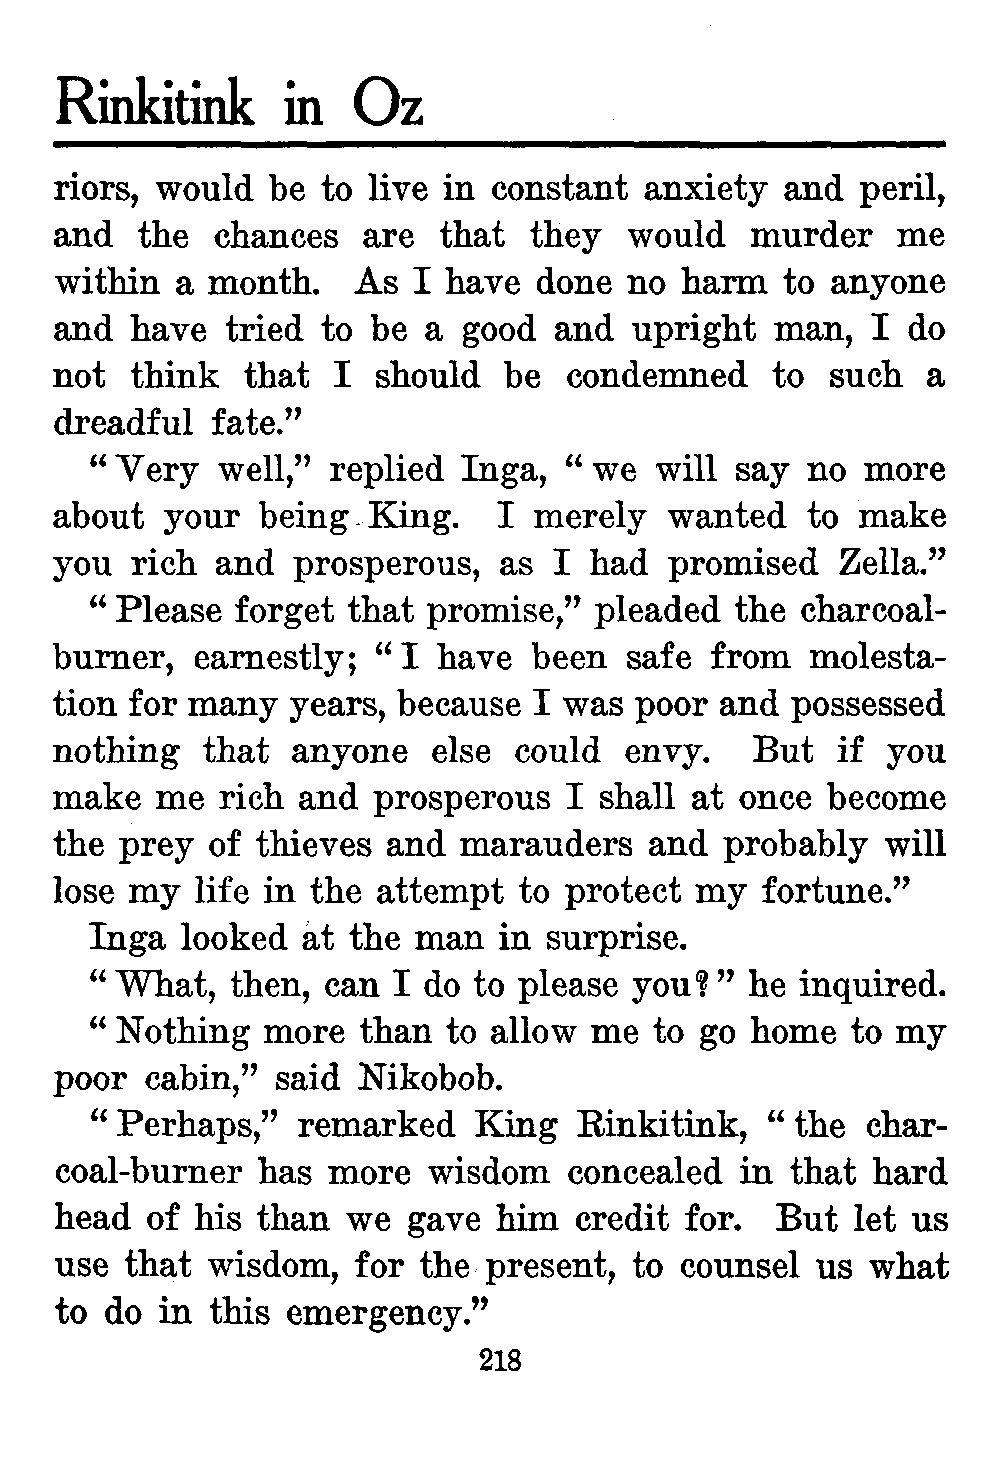 Rinkitink in Oz
riors, would be to live in constant anxiety and peril,
and the chances are that they would murder me
within a month. As I have done no harm to anyone
and have tried to be a good and upright man, I do
not think that I should be condemned to such a
dreadful fate.”
“ Very well,” replied Inga, “ we will say no more
about your being King. I merely wanted to make
you rich and prosperous, as I had promised Zella.”
“ Please forget that promise,” pleaded the charcoal-
burner, earnestly; “ I have been safe from molesta-
tion for many years, because I was poor and possessed
nothing that anyone else could envy. But if you
make me rich and prosperous I shall at once become
the prey of thieves and marauders and probably will
lose my life in the attempt to protect my fortune.”
Inga looked at the man in surprise.
“ What, then, can I do to please you? ” he inquired.
“ Nothing more than to allow me to go home to my
poor cabin,” said Nikobob.
“ Perhaps,” remarked King Rinkitink, “ the char-
coal-burner has more wisdom concealed in that hard
head of his than we gave him credit for. But let us
use that wisdom, for the present, to counsel us what
to do in this emergency.”
218